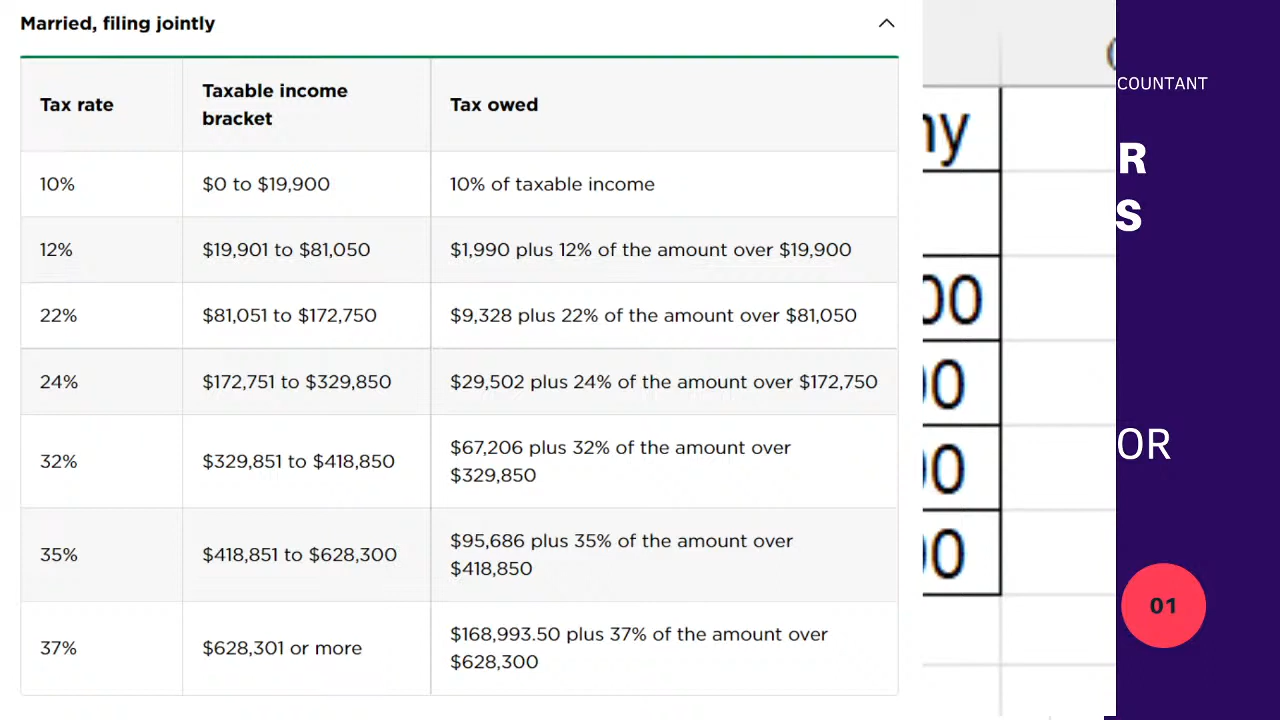 Married, filing jointly
Tax rate
Taxable income
bracket
Tax owed
10%
$0 to $19,900
10% of taxable income
12%
$19,901 to $81,050
$1,990 plus 12% of the amount over $19,900
22%
$81,051 to $172,750
$9,328 plus 22% of the amount over $81,050
24%
$172,751 to $329,850
$29,502 plus 24% of the amount over $172,750
32%
$329,851 to $418,850
$67,206 plus 32% of the amount over
$329,850
35%
$418,851 to $628,300
$95,686 plus 35% of the amount over
$418,850
37%
$628,301 or more
$168,993.50 plus 37% of the amount over
$628,300
COUNTANT
R
S
OR
01